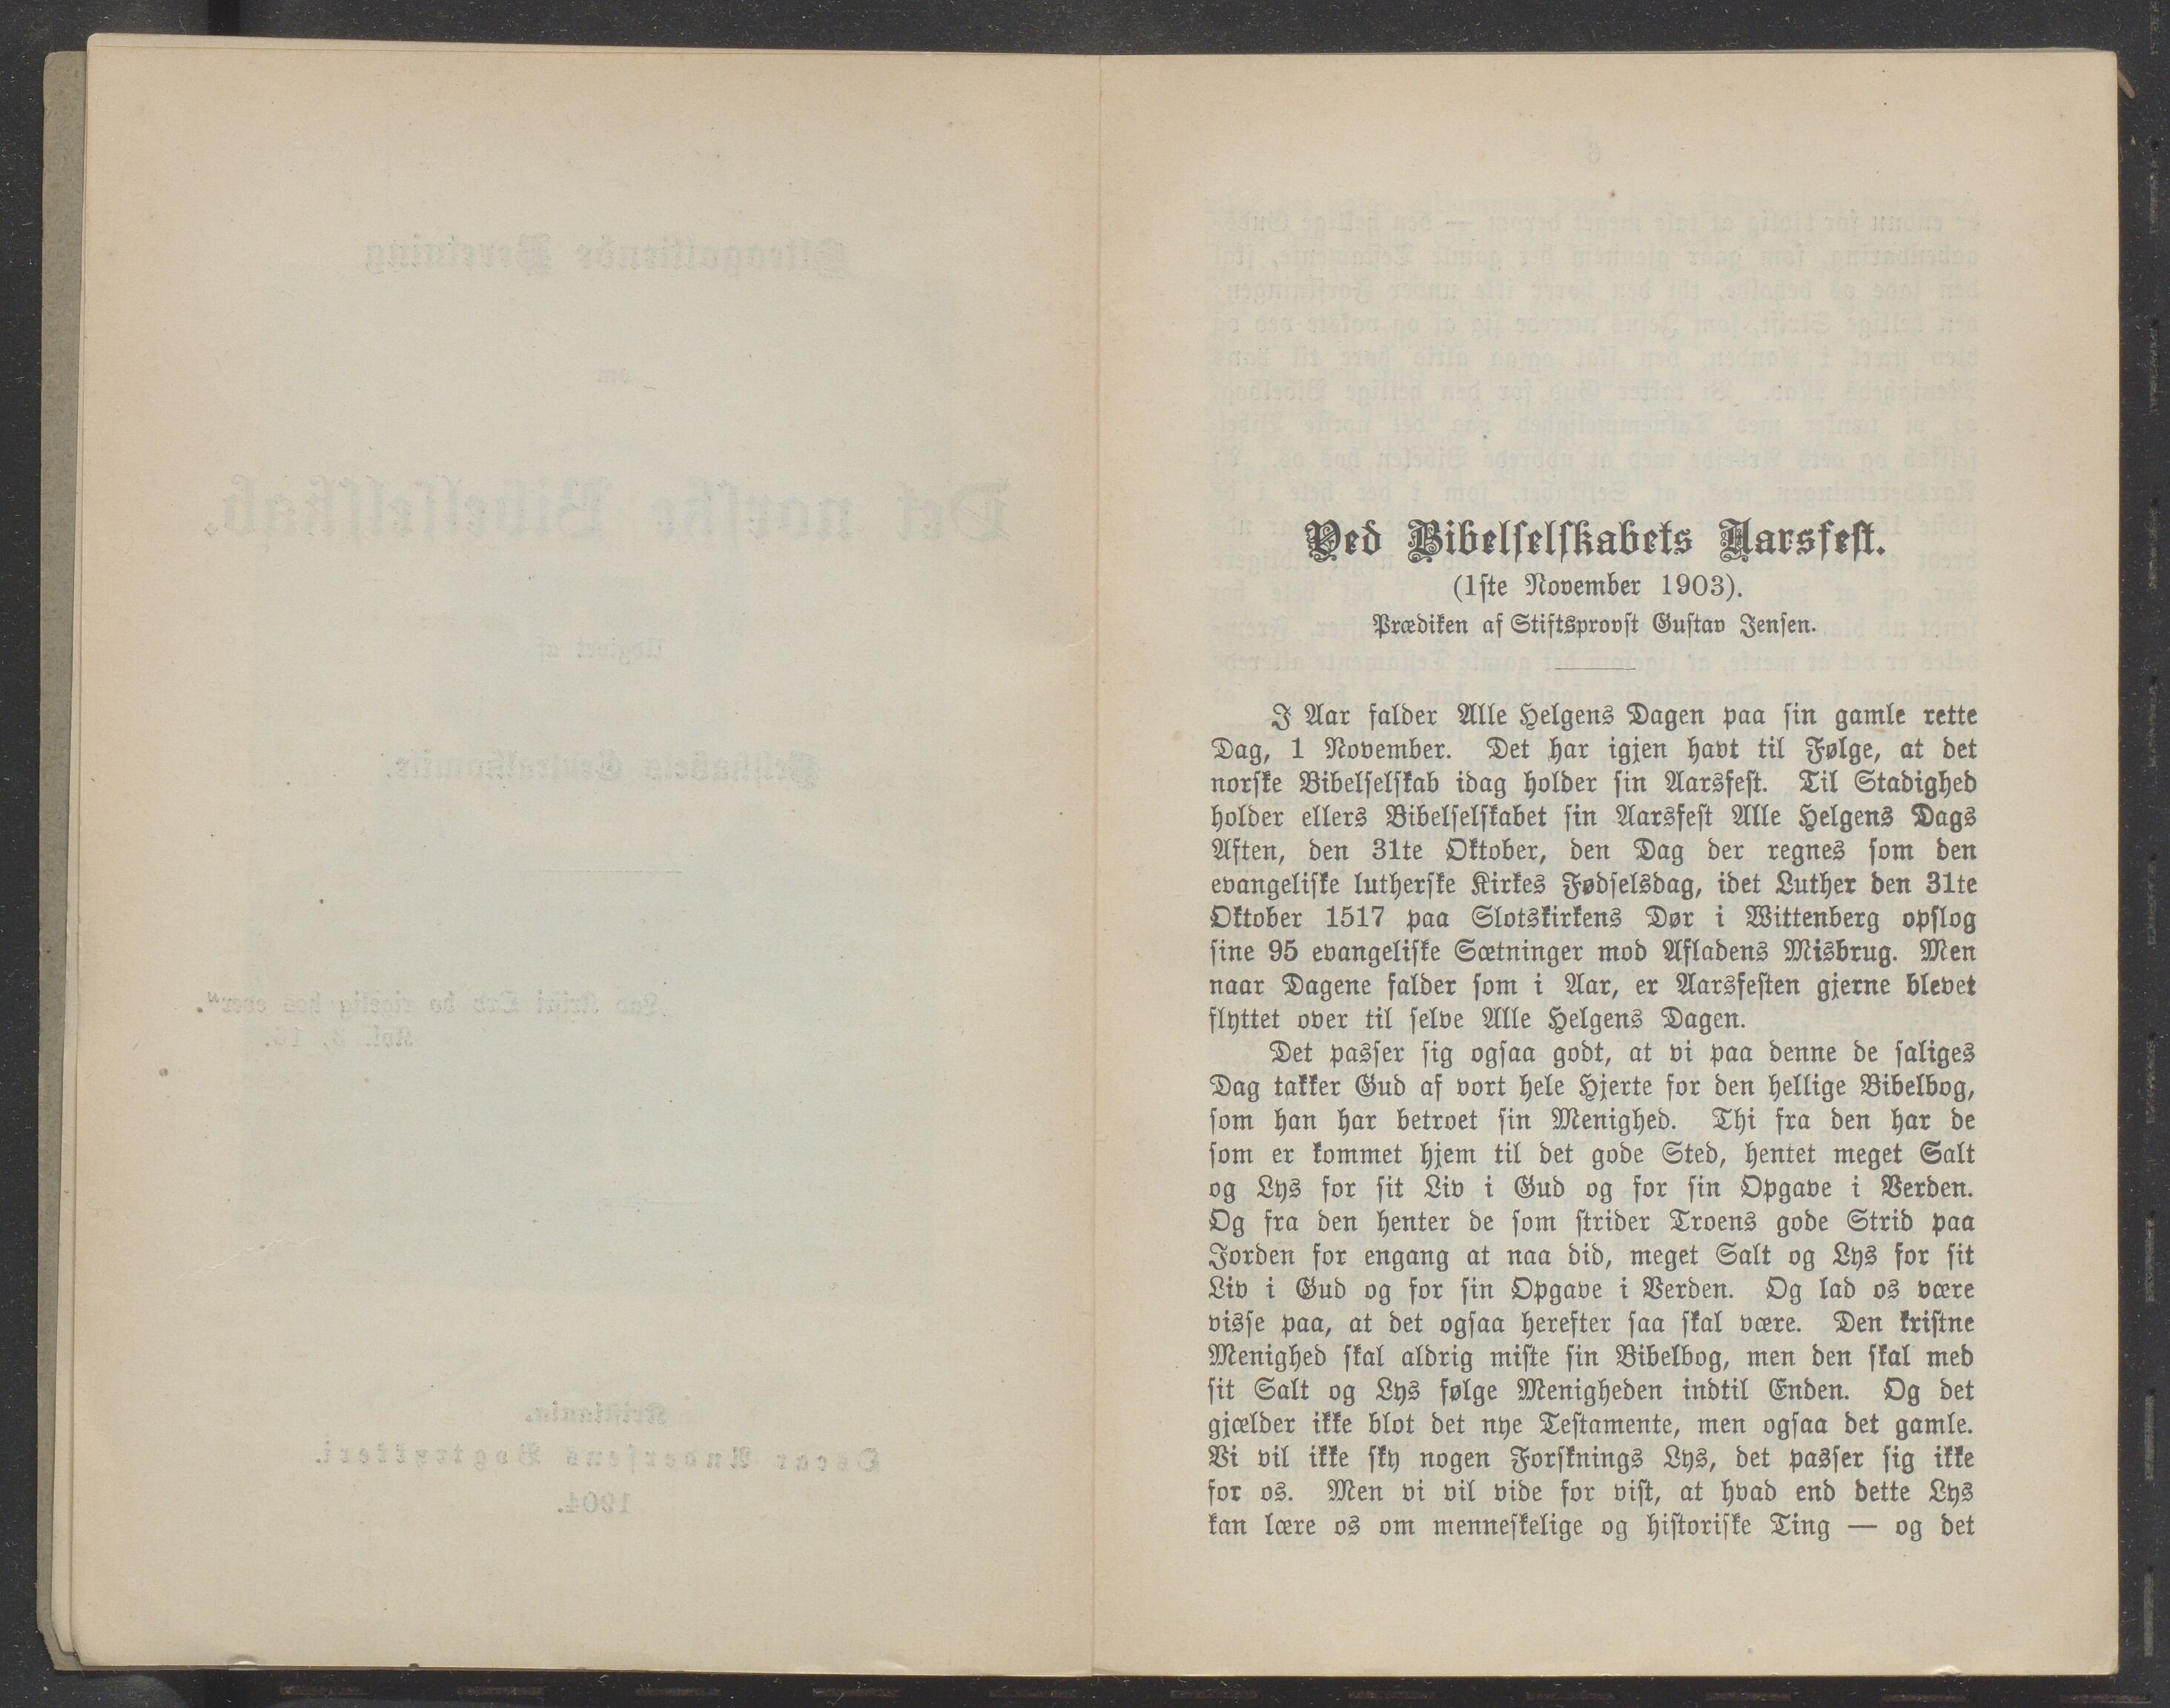 Ved Bibelselskabets Aarsfest.
(1ste November 1903).
Prædiken af Stiftsprovst Gustav Jensen.
I Aar falder Alle Helgens Dagen paa sin gamle rette
Dag, 1 November. Det har igjen havt til Følge, at det
norske Bibelselskab idag holder sin Aarsfest. Til Stadighed
holder ellers Bibelselskabet sin Aarsfest Alle Helgens Dags
Aften, den 31te Oktober, den Dag der regnes som den
evangeliske lutherske Kirkes Fødselsdag, idet Luther den 31te
Oktober 1517 paa Slotskirkens Dør i Wittenberg opslog
sine 95 evangeliske Sætninger mod Afladens Misbrug. Men
naar Dagene falder som i Aar, er Aarsfesten gjerne blevet
flyttet over til selve Alle Helgens Dagen.
Det passer sig ogsaa godt, at vi paa denne de saliges
Dag takker Gud af vort hele Hjerte for den hellige Bibelbog,
som han har betroet sin Menighed. Thi fra den har de
som er kommet hjem til det gode Sted, hentet meget Salt
og Lys for sit Liv i Gud og for sin Opgave i Verden.
Og fra den henter de som strider Troens gode Strid paa
Jorden for engang at naa did, meget Salt og Lys for sit
Liv i Gud og for sin Opgave i Verden. Og lad os være
visse paa, at det ogsaa herefter saa skal være. Den kristne
Menighed skal aldrig miste sin Bibelbog, men den skal med
sit Salt og Lys følge Menigheden indtil Enden. Og det
gjælder ikke blot det nye Testamente, men ogsaa det gamle.
Vi vil ikke sky nogen Forsknings Lys, det passer sig ikke
for os. Men vi vil vide for vist, at hvad end dette Lys
kan lære os om menneskelige og historiske Ting — og det